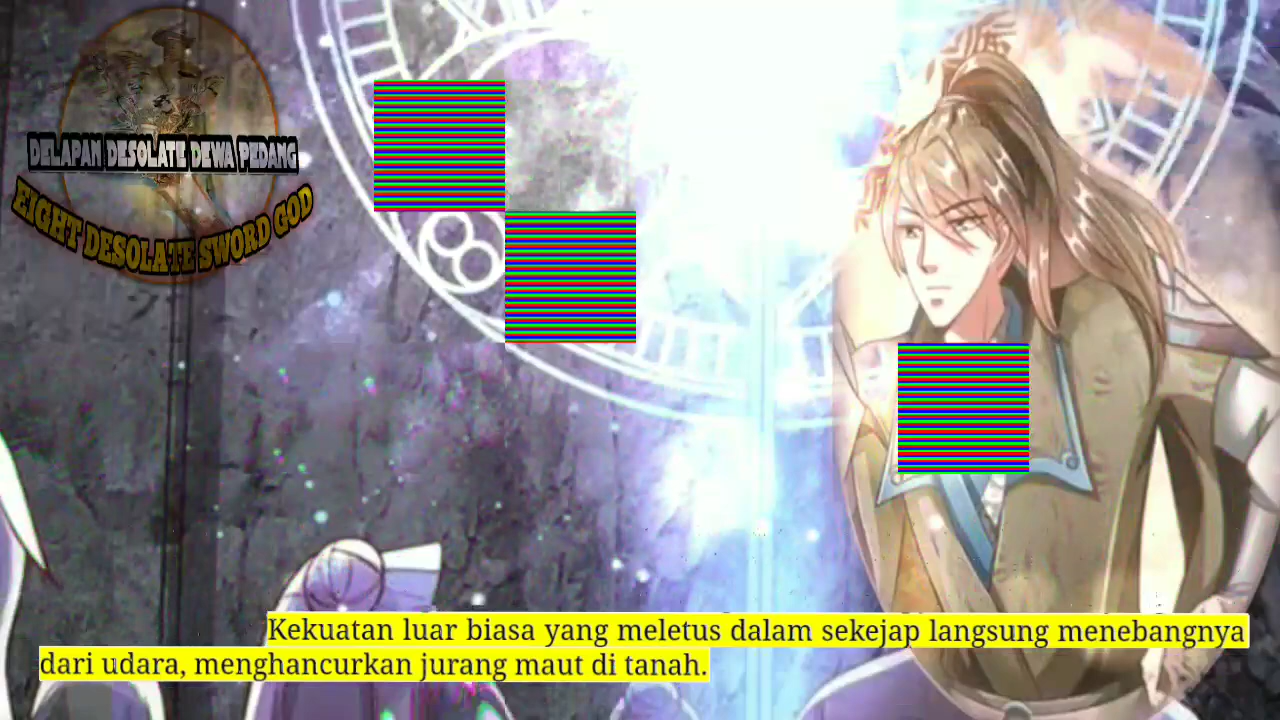 DELAPAN DESOLATE DEWA PEDANG
EIGHT DESOLATE SWORD GOD
Kekuatan luar biasa yang meletus dalam sekejap langsung menebangnya
dari udara, menghancurkan jurang maut di tanah.